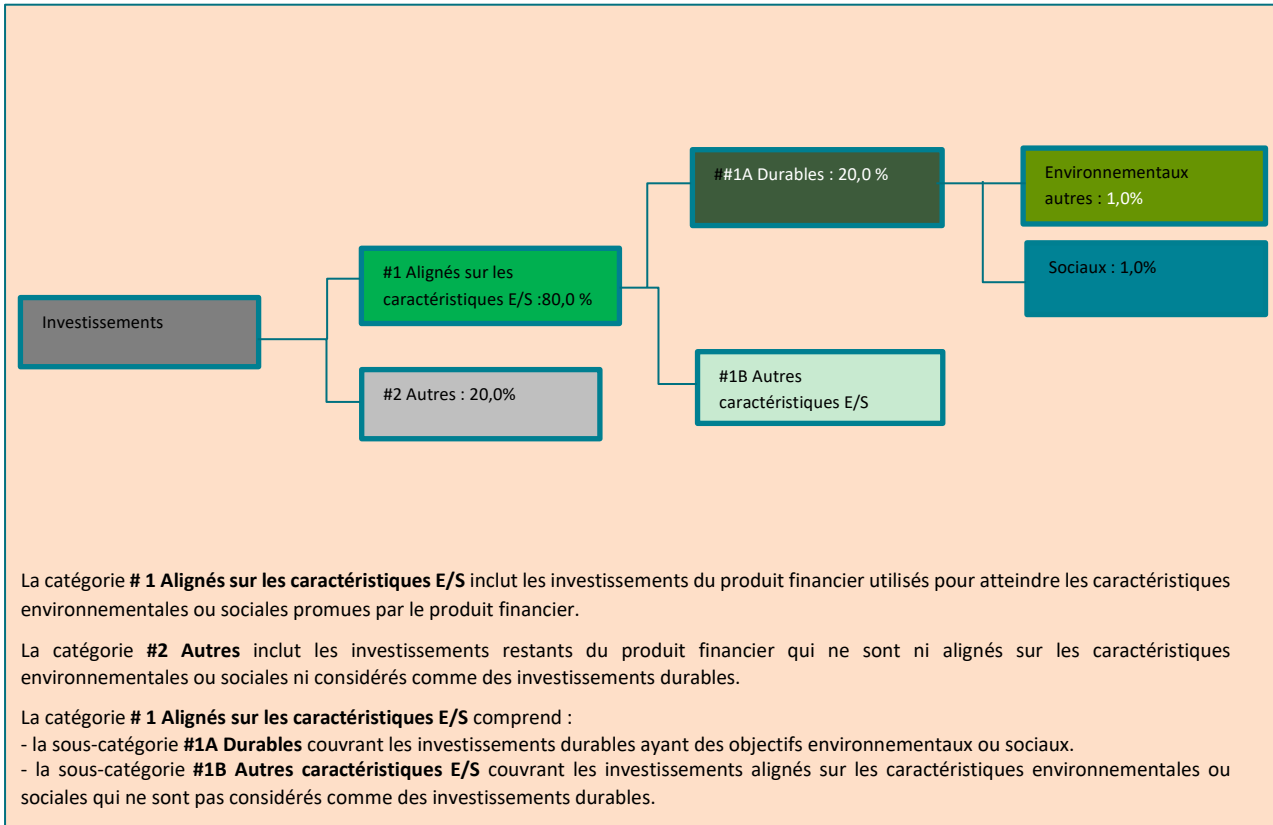 ##1A Durables : 20,0 %
Environnementaux
autres : 1,0%
#1 Alignés sur les
caractéristiques E/S :80,0 %
Sociaux : 1,0%
Investissements
#2 Autres : 20,0%
#1B Autres
caractéristiques E/S
La catégorie # 1 Alignés sur les caractéristiques E/S inclut les investissements du produit financier utilisés pour atteindre les caractéristiques
environnementales ou sociales promues par le produit financier.
La catégorie #2 Autres inclut les investissements restants du produit financier qui ne sont ni alignés sur les caractéristiques
environnementales ou sociales ni considérés comme des investissements durables.
La catégorie # 1 Alignés sur les caractéristiques E/S comprend :
- la sous-catégorie #1A Durables couvrant les investissements durables ayant des objectifs environnementaux ou sociaux.
- la sous-catégorie #1B Autres caractéristiques E/S couvrant les investissements alignés sur les caractéristiques environnementales ou
sociales qui ne sont pas considérés comme des investissements durables.